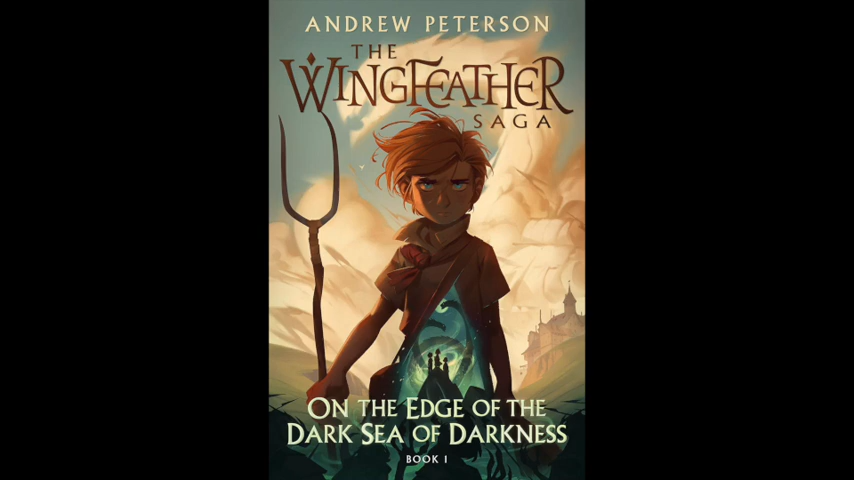 ANDREW PETERSON
THE
WINGFEATHER
SAGA
ON THE EDGE OF THE
DARK SEA OF DARKNESS
BOOK 1